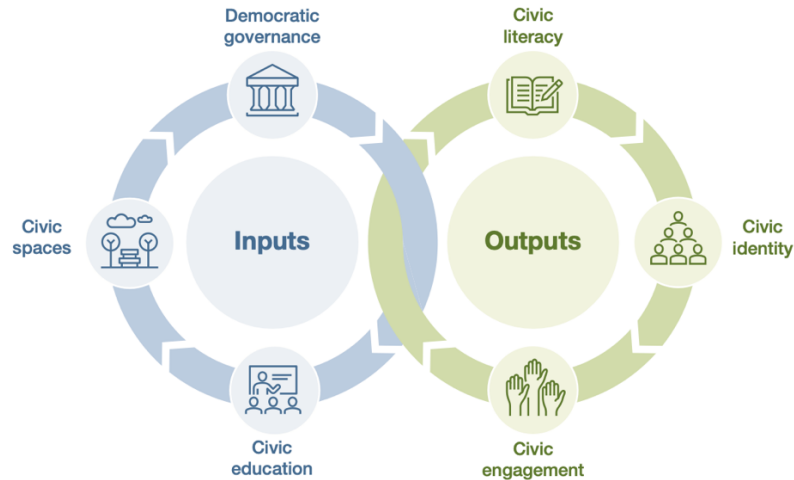 Democratic
governance
Civic
literacy
Civic
spaces
Inputs
Outputs
Civic
identity
Civic
education
Civic
engagement